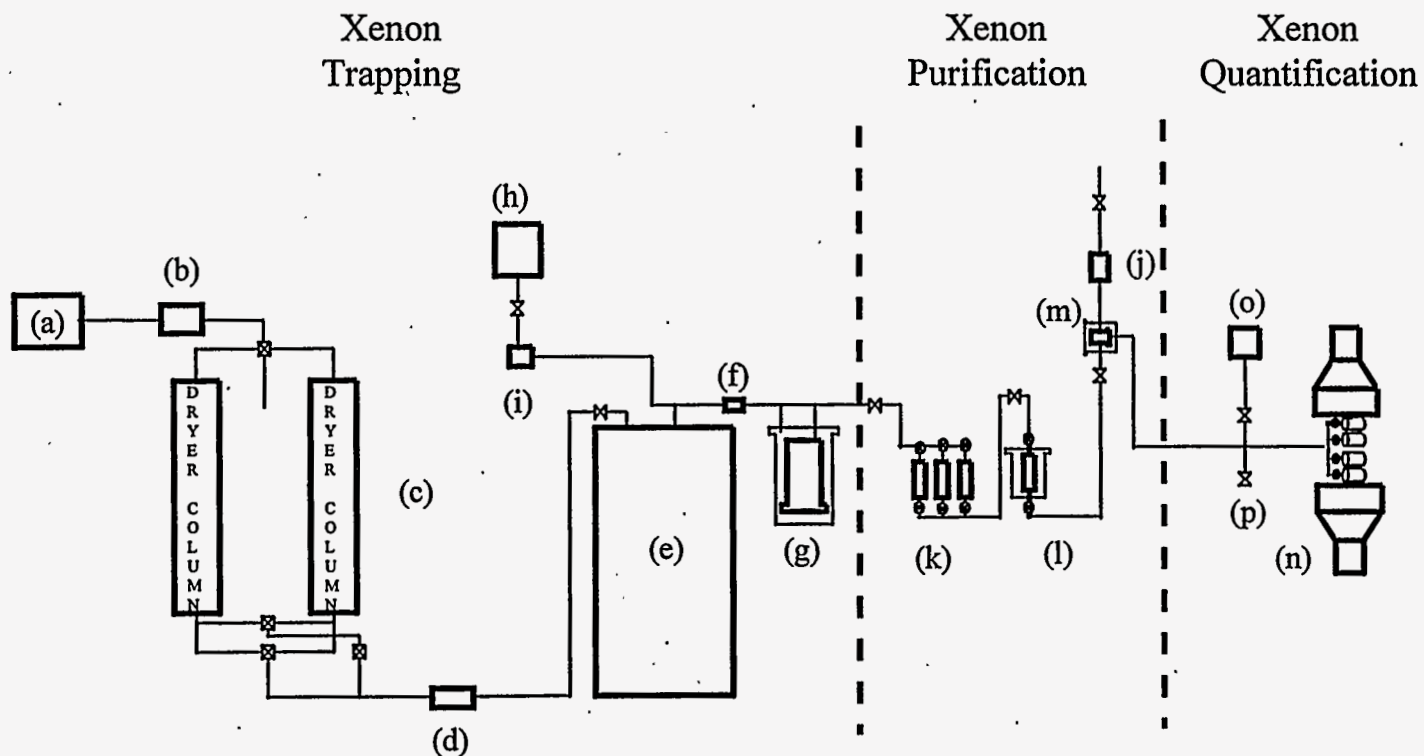 Xenon
Trapping
Xenon
Purification
Xenon
Quantification
(h)
(b)
(j)
(a)
(m)
(o)
(f)
(i)
DRYER COLUMN
DRYER COLUMN
(c)
(p)
(e)
(g)
(k)
(l)
(n)
(d)